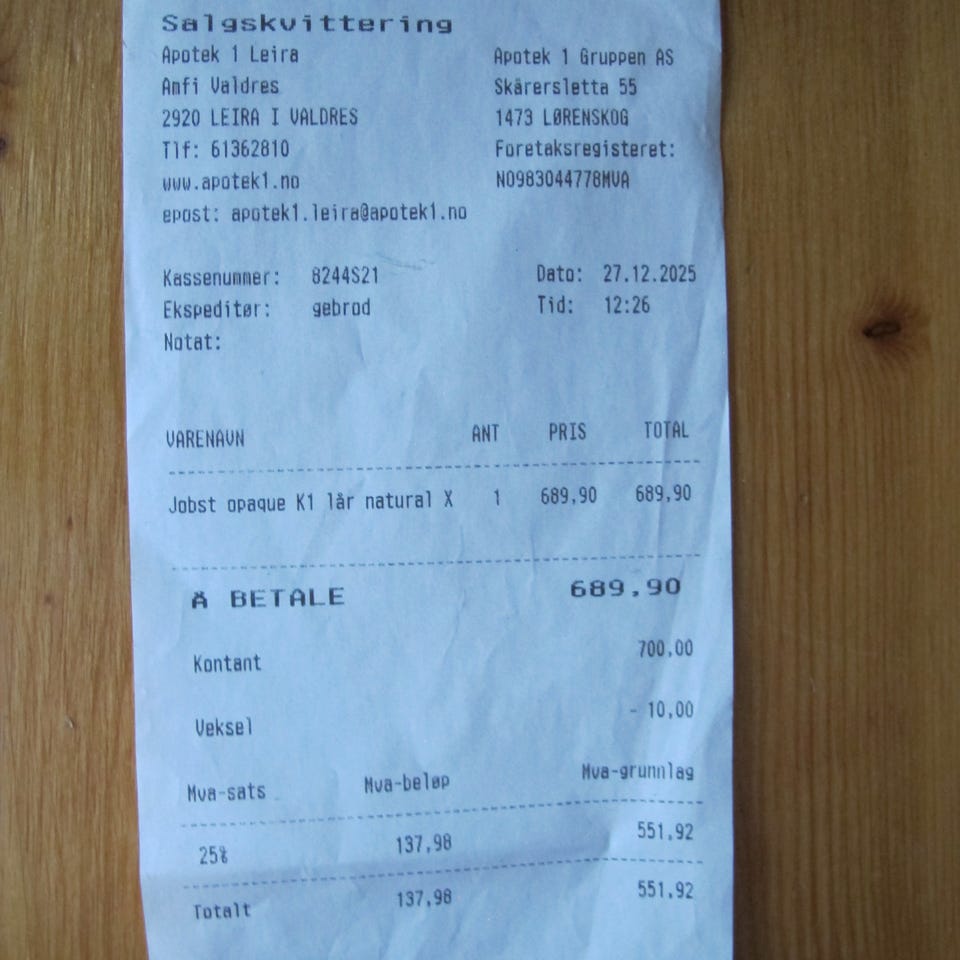 Salgskvittering
Apotek 1 Leira Apotek 1 Gruppen AS
Amfi Valdres Skårersletta 55
2920 LEIRA I VALDRES 1473 LØRENSKOG
Tlf: 61362810 Foretaksregisteret:
www.apotek1.no NO983044778MVA
epost: apotek1.leira@apotek1.no
Kassenummer: 8244S21 Dato: 27.12.2025
Ekspeditør: gebrod Tid: 12:26
Notat:
VARENAVN ANT PRIS TOTAL
Jobst opaque K1 lår natural X 1 689,90 689,90
Å BETALE 689,90
Kontant 700,00
Veksel - 10,00
Mva-sats Mva-beløp Mva-grunnlag
25% 137,98 551,92
Totalt 137,98 551,92